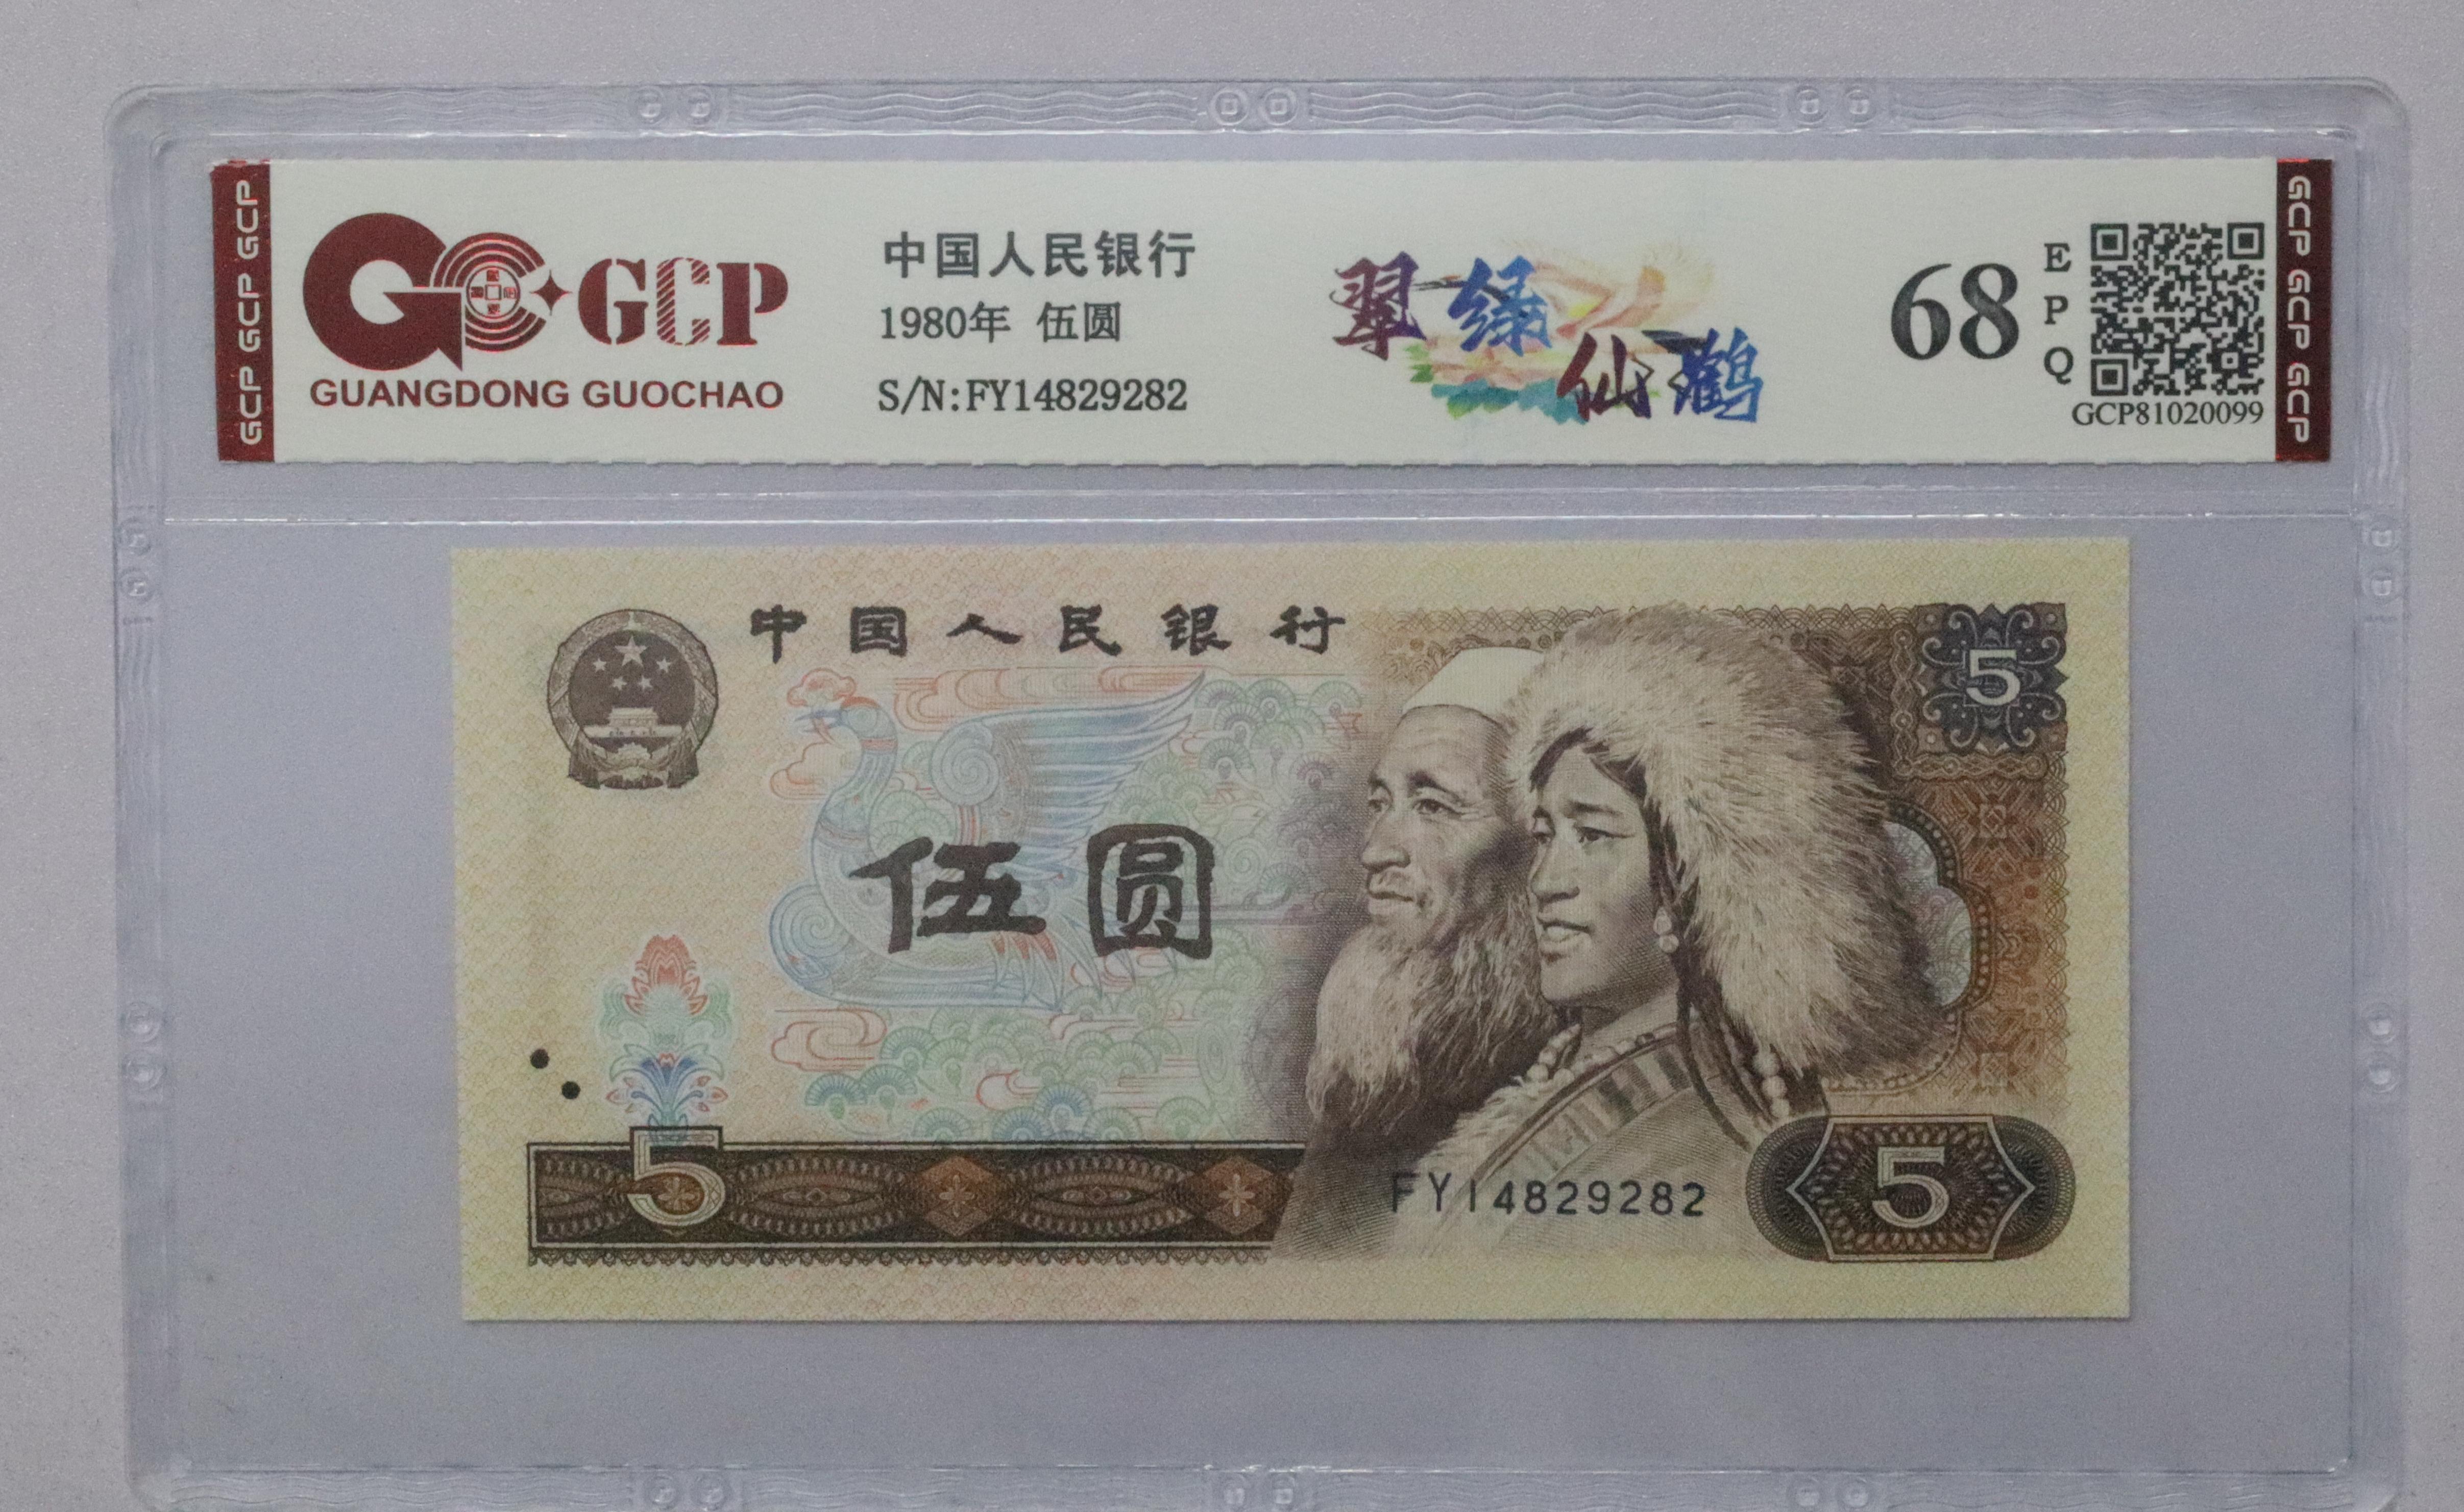 GCP GCP GCP
GCP
GUANGDONG GUOCHAO
中国人民银行
1980年 伍圆
S/N:FY14829282
翠绿
仙鹤
68
E
P
Q
GCP81020099
GCP GCP GCP
中国人民银行
5
伍圆
5
FY14829282
5